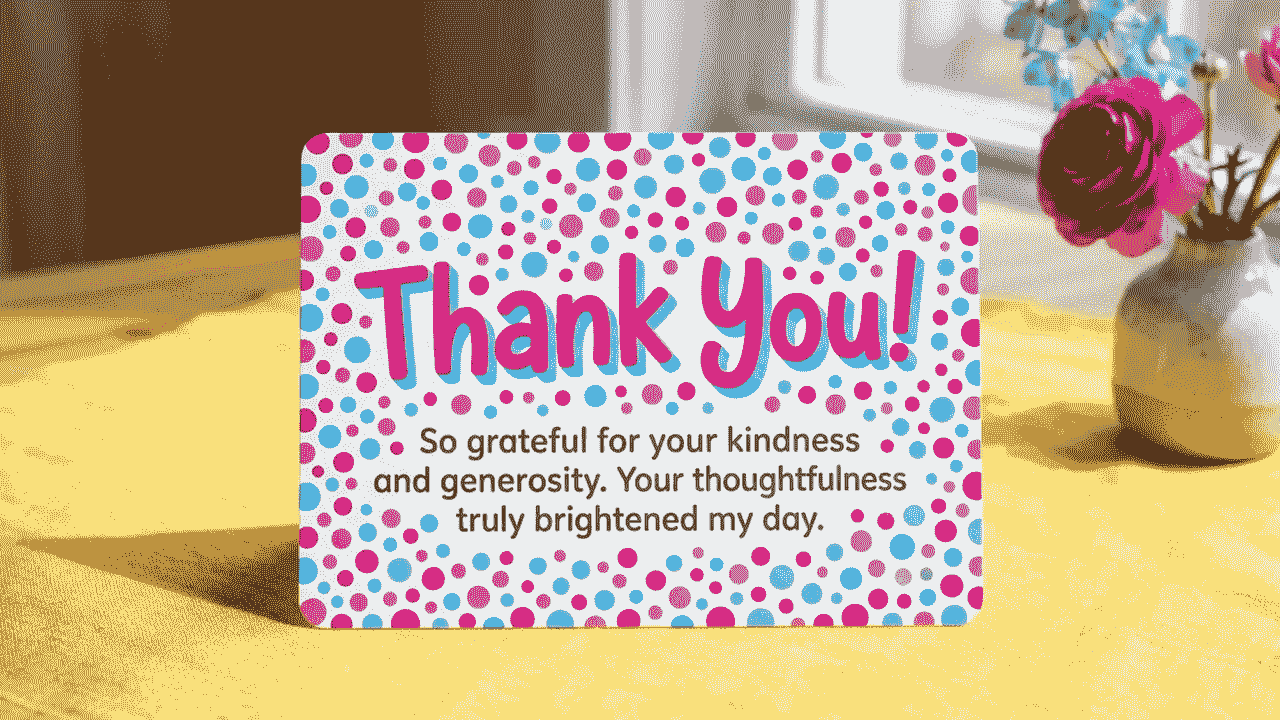 Thank You!
So grateful for your kindness
and generosity. Your thoughtfulness
truly brightened my day.